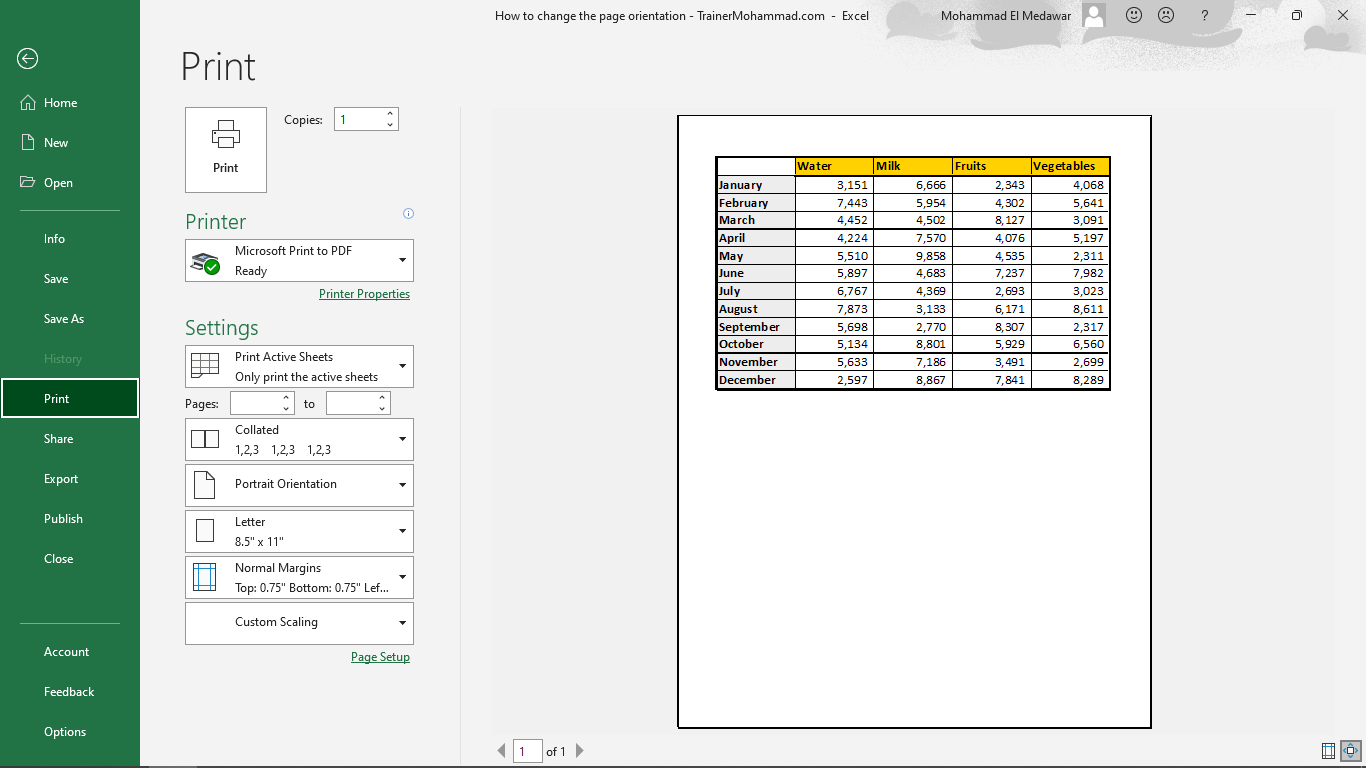 How to change the page orientation - TrainerMohammad.com - Excel
Mohammad El Medawar
?
Home
New
Open
Info
Save
Save As
History
Print
Share
Export
Publish
Close
Account
Feedback
Options
Print
Print
Copies: 1
Printer
Microsoft Print to PDF
Ready
Printer Properties
Settings
Print Active Sheets
Only print the active sheets
Pages: to
Collated
1,2,3 1,2,3 1,2,3
Portrait Orientation
Letter
8.5" x 11"
Normal Margins
Top: 0.75" Bottom: 0.75" Lef...
Custom Scaling
Page Setup
Water Milk Fruits Vegetables
January 3,151 6,666 2,343 4,068
February 7,443 5,954 4,302 5,641
March 4,452 4,502 8,127 3,091
April 4,224 7,570 4,076 5,197
May 5,510 9,858 4,535 2,311
June 5,897 4,683 7,237 7,982
July 6,767 4,369 2,693 3,023
August 7,873 3,133 6,171 8,611
September 5,698 2,770 8,307 2,317
October 5,134 8,801 5,929 6,560
November 5,633 7,186 3,491 2,699
December 2,597 8,867 7,841 8,289
1 of 1